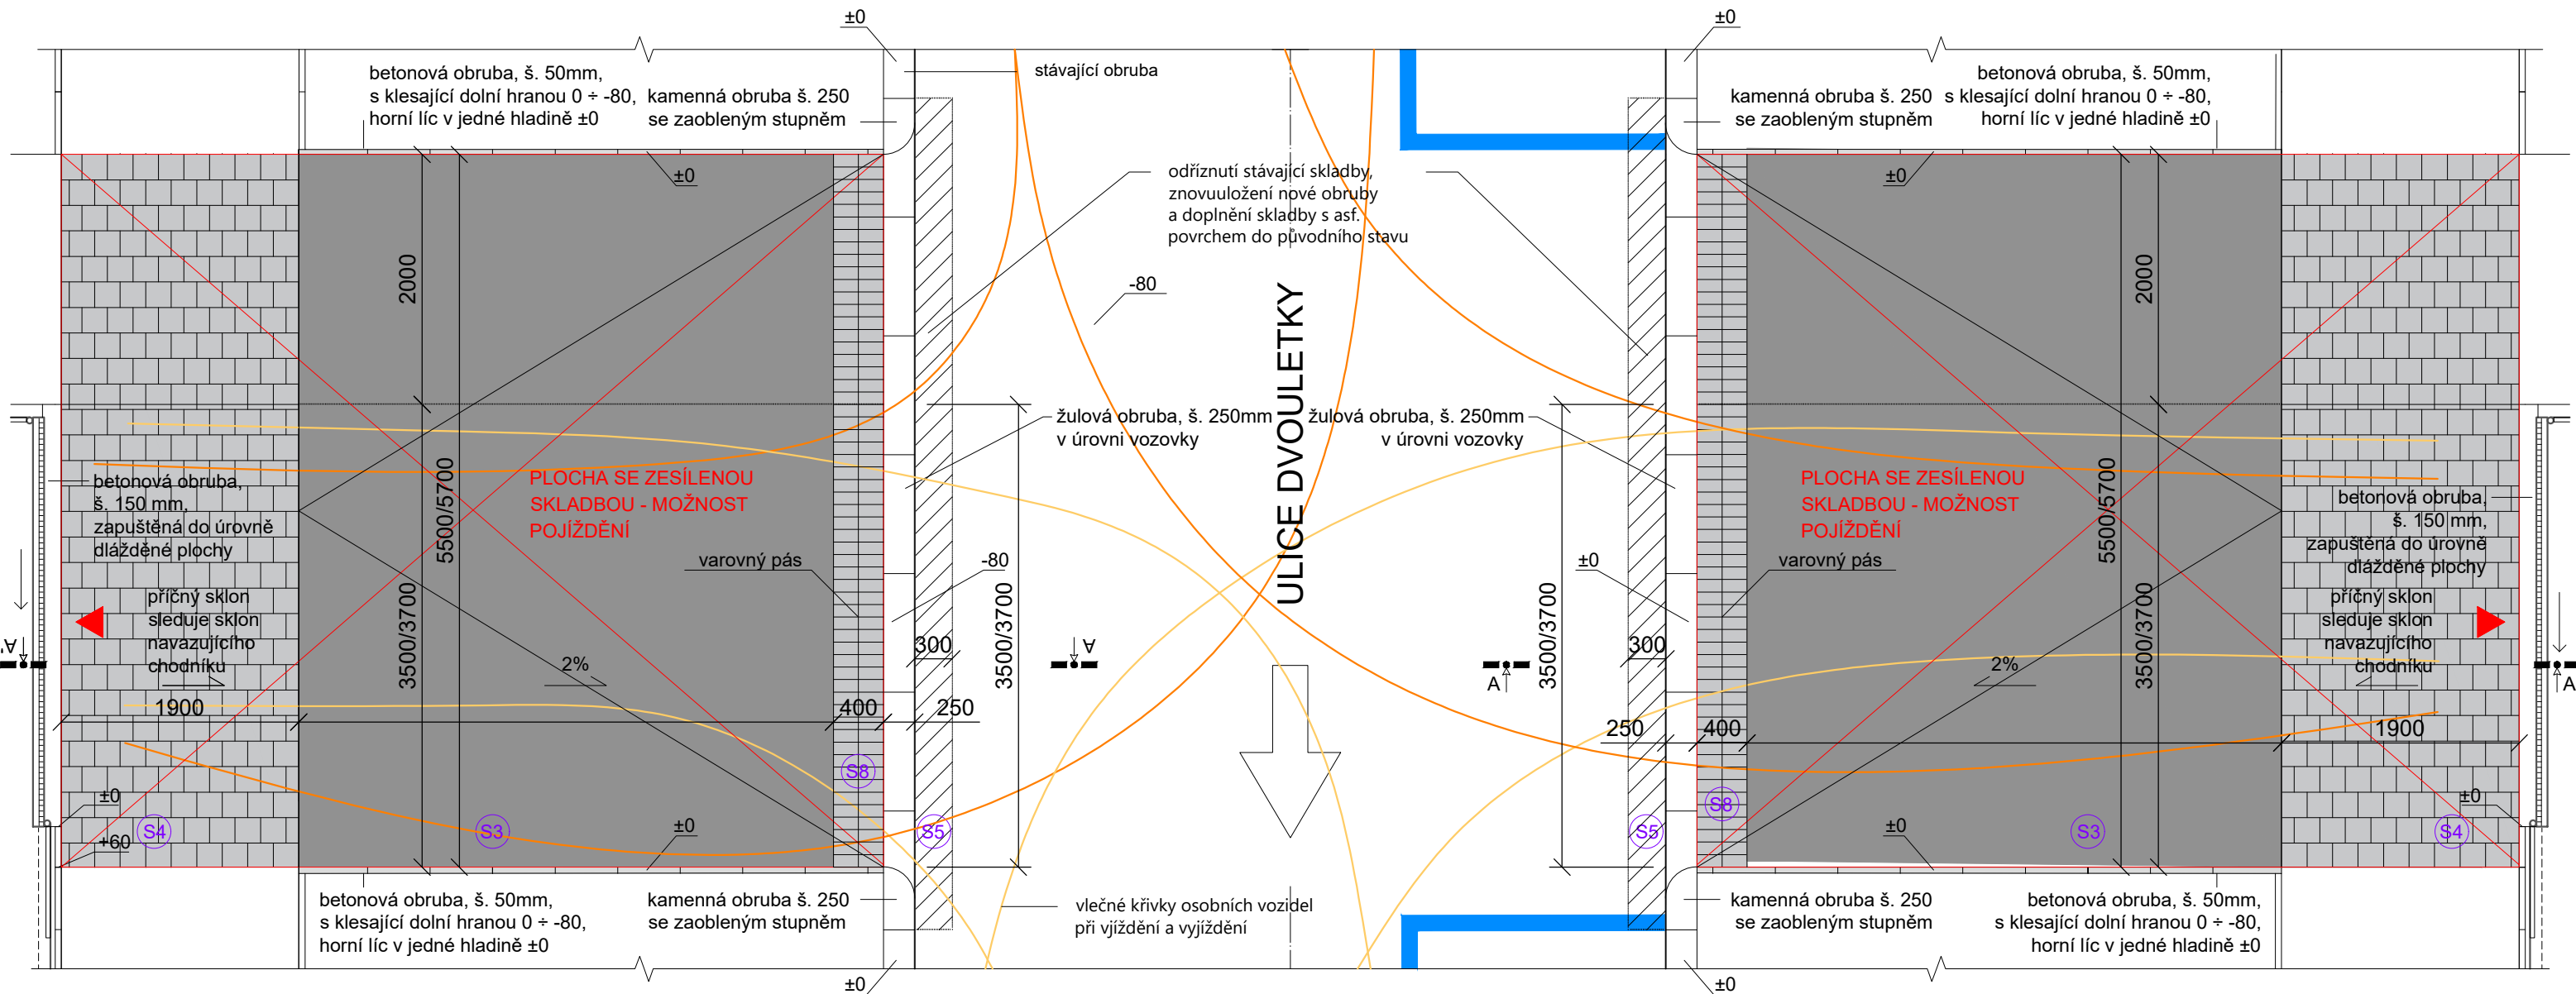 ±0
±0
stávající obruba
betonová obruba, š. 50mm,
s klesající dolní hranou 0 ÷ -80,
horní líc v jedné hladině ±0
kamenná obruba š. 250
se zaobleným stupněm
kamenná obruba š. 250
se zaobleným stupněm
betonová obruba, š. 50mm,
s klesající dolní hranou 0 ÷ -80,
horní líc v jedné hladině ±0
±0
±0
odříznutí stávající skladby,
znovuuložení nové obruby
a doplnění skladby s asf.
povrchem do původního stavu
2000
2000
-80
ULICE DVOULETKY
žulová obruba, š. 250mm
v úrovni vozovky
žulová obruba, š. 250mm
v úrovni vozovky
betonová obruba,
š. 150 mm,
zapuštěná do úrovně
dlážděné plochy
5500/5700
PLOCHA SE ZESÍLENOU
SKLADBOU - MOŽNOST
POJÍŽDĚNÍ
PLOCHA SE ZESÍLENOU
SKLADBOU - MOŽNOST
POJÍŽDĚNÍ
5500/5700
betonová obruba,
š. 150 mm,
zapuštěná do úrovně
dlážděné plochy
varovný pás
-80
±0
varovný pás
příčný sklon
sleduje sklon
navazujícího
chodníku
3500/3700
2%
300
3500/3700
A
A
3500/3700
300
2%
3500/3700
příčný sklon
sleduje sklon
navazujícího
chodníku
A'
A
1900
400
250
250
400
1900
S8
S8
±0
+60
S4
S3
±0
S5
S5
±0
S3
S4
±0
betonová obruba, š. 50mm,
s klesající dolní hranou 0 ÷ -80,
horní líc v jedné hladině ±0
kamenná obruba š. 250
se zaobleným stupněm
vlečné křivky osobních vozidel
při vjíždění a vyjíždění
kamenná obruba š. 250
se zaobleným stupněm
betonová obruba, š. 50mm,
s klesající dolní hranou 0 ÷ -80,
horní líc v jedné hladině ±0
±0
±0